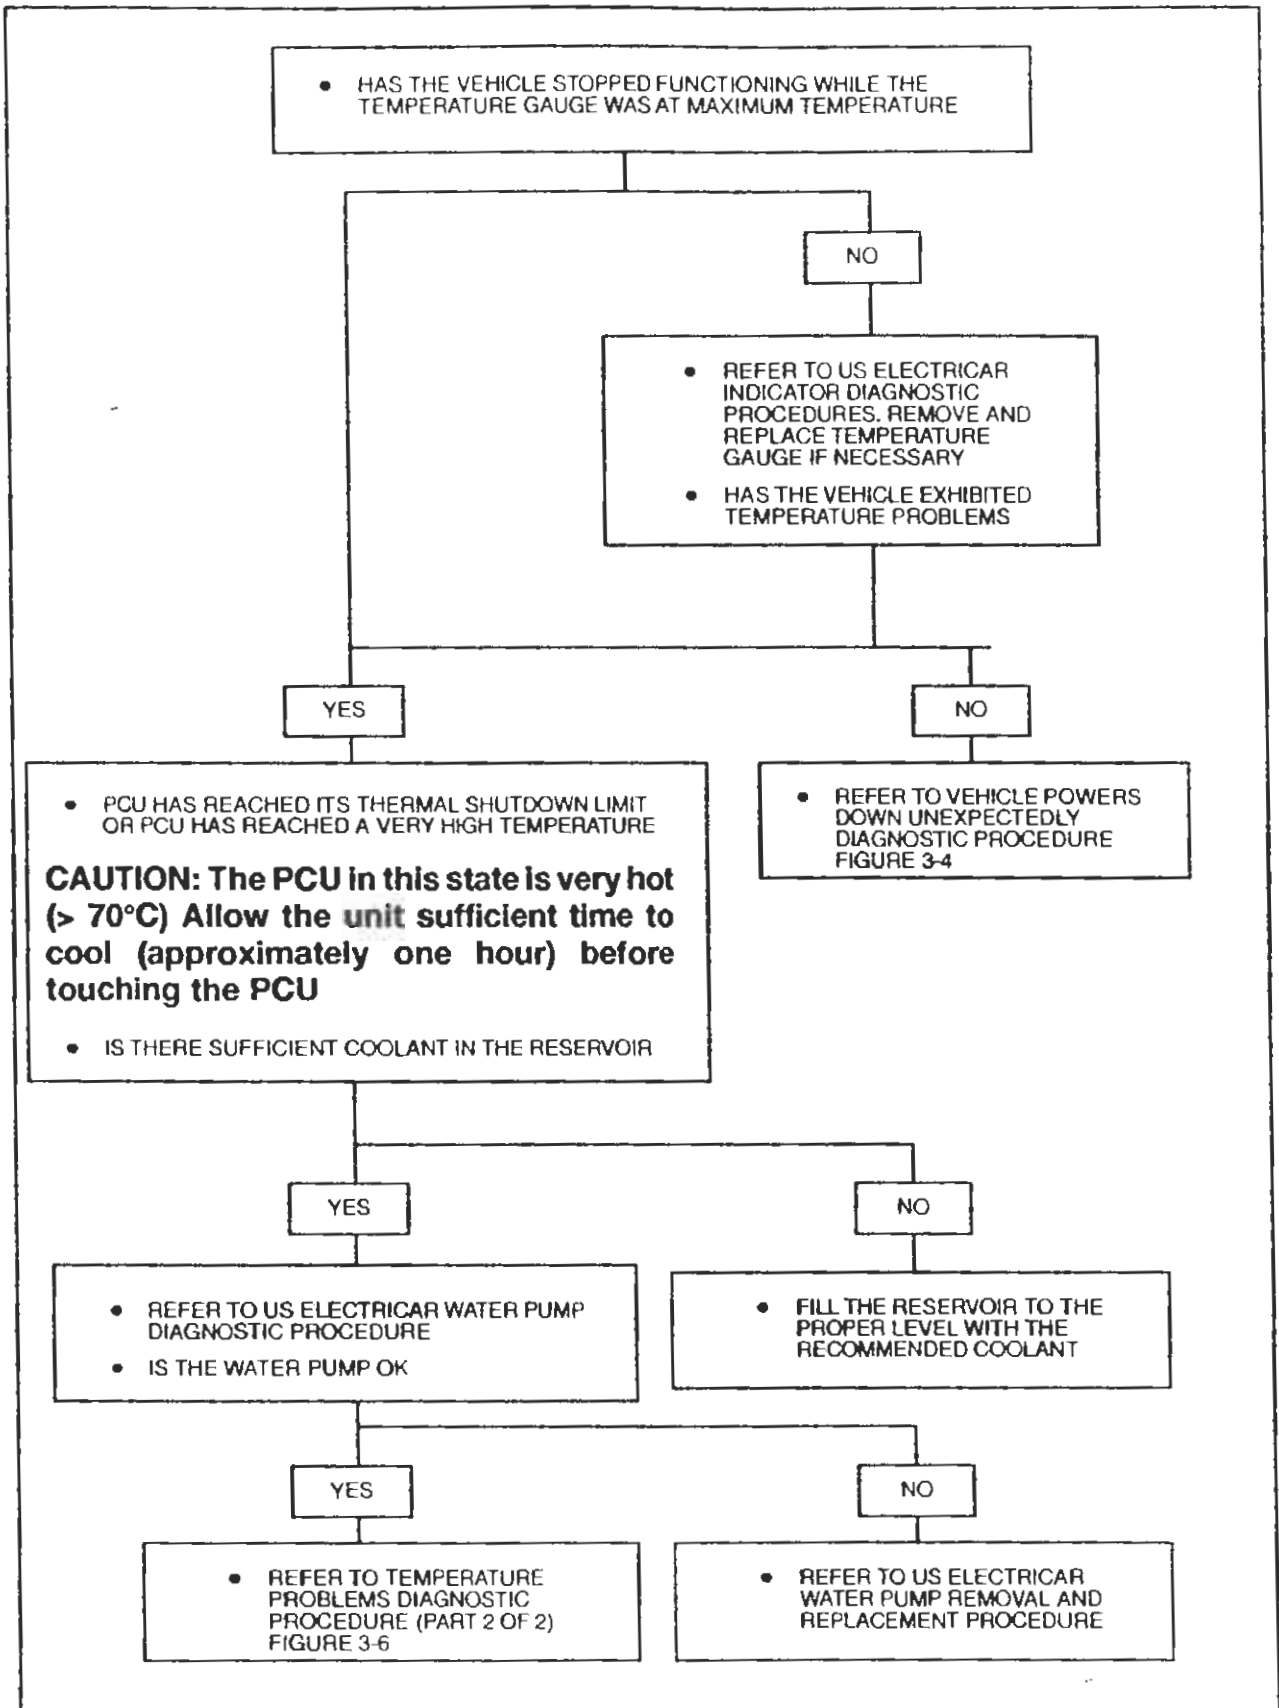 • HAS THE VEHICLE STOPPED FUNCTIONING WHILE THE
TEMPERATURE GAUGE WAS AT MAXIMUM TEMPERATURE
NO
• REFER TO US ELECTRICAR
INDICATOR DIAGNOSTIC
PROCEDURES. REMOVE AND
REPLACE TEMPERATURE
GAUGE IF NECESSARY
• HAS THE VEHICLE EXHIBITED
TEMPERATURE PROBLEMS
YES
NO
• PCU HAS REACHED ITS THERMAL SHUTDOWN LIMIT
OR PCU HAS REACHED A VERY HIGH TEMPERATURE
CAUTION: The PCU in this state is very hot
(> 70°C) Allow the unit sufficient time to
cool (approximately one hour) before
touching the PCU
• IS THERE SUFFICIENT COOLANT IN THE RESERVOIR
• REFER TO VEHICLE POWERS
DOWN UNEXPECTEDLY
DIAGNOSTIC PROCEDURE
FIGURE 3-4
YES
NO
• REFER TO US ELECTRICAR WATER PUMP
DIAGNOSTIC PROCEDURE
• IS THE WATER PUMP OK
• FILL THE RESERVOIR TO THE
PROPER LEVEL WITH THE
RECOMMENDED COOLANT
YES
NO
• REFER TO TEMPERATURE
PROBLEMS DIAGNOSTIC
PROCEDURE (PART 2 OF 2)
FIGURE 3-6
• REFER TO US ELECTRICAR
WATER PUMP REMOVAL AND
REPLACEMENT PROCEDURE